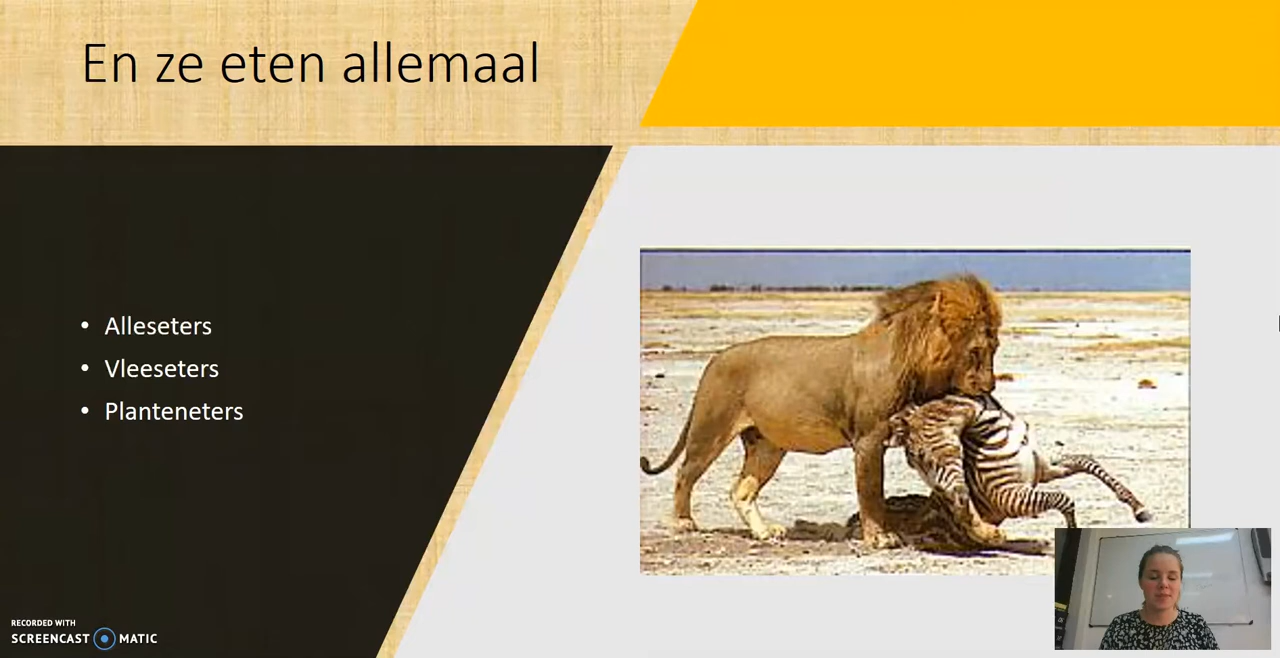 En ze eten allemaal
• Alleseters
• Vleeseters
• Planteneters
RECORDED WITH
SCREENCAST MATIC